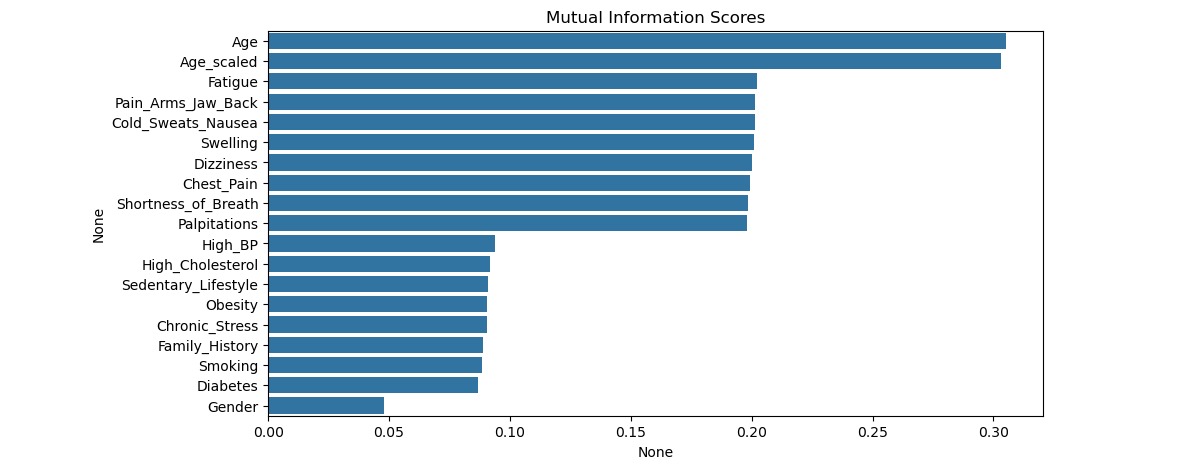 Mutual Information Scores
Age
Age_scaled
Fatigue
Pain_Arms_Jaw_Back
Cold_Sweats_Nausea
Swelling
Dizziness
Chest_Pain
Shortness_of_Breath
Palpitations
High_BP
High_Cholesterol
Sedentary_Lifestyle
Obesity
Chronic_Stress
Family_History
Smoking
Diabetes
Gender
None
0.00 0.05 0.10 0.15 0.20 0.25 0.30
None